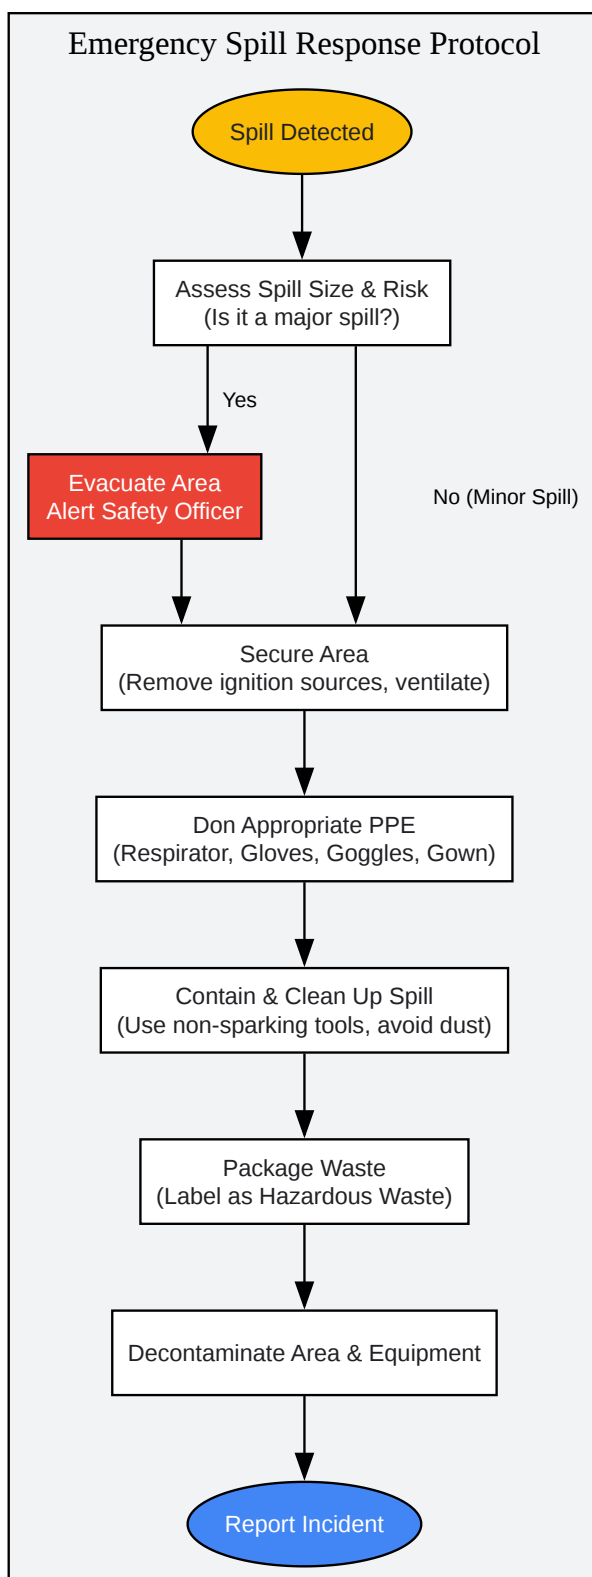 Emergency Spill Response Protocol
Spill Detected
Assess Spill Size & Risk
(Is it a major spill?)
Yes
Evacuate Area
Alert Safety Officer
No (Minor Spill)
Secure Area
(Remove ignition sources, ventilate)
Don Appropriate PPE
(Respirator, Gloves, Goggles, Gown)
Contain & Clean Up Spill
(Use non-sparking tools, avoid dust)
Package Waste
(Label as Hazardous Waste)
Decontaminate Area & Equipment
Report Incident